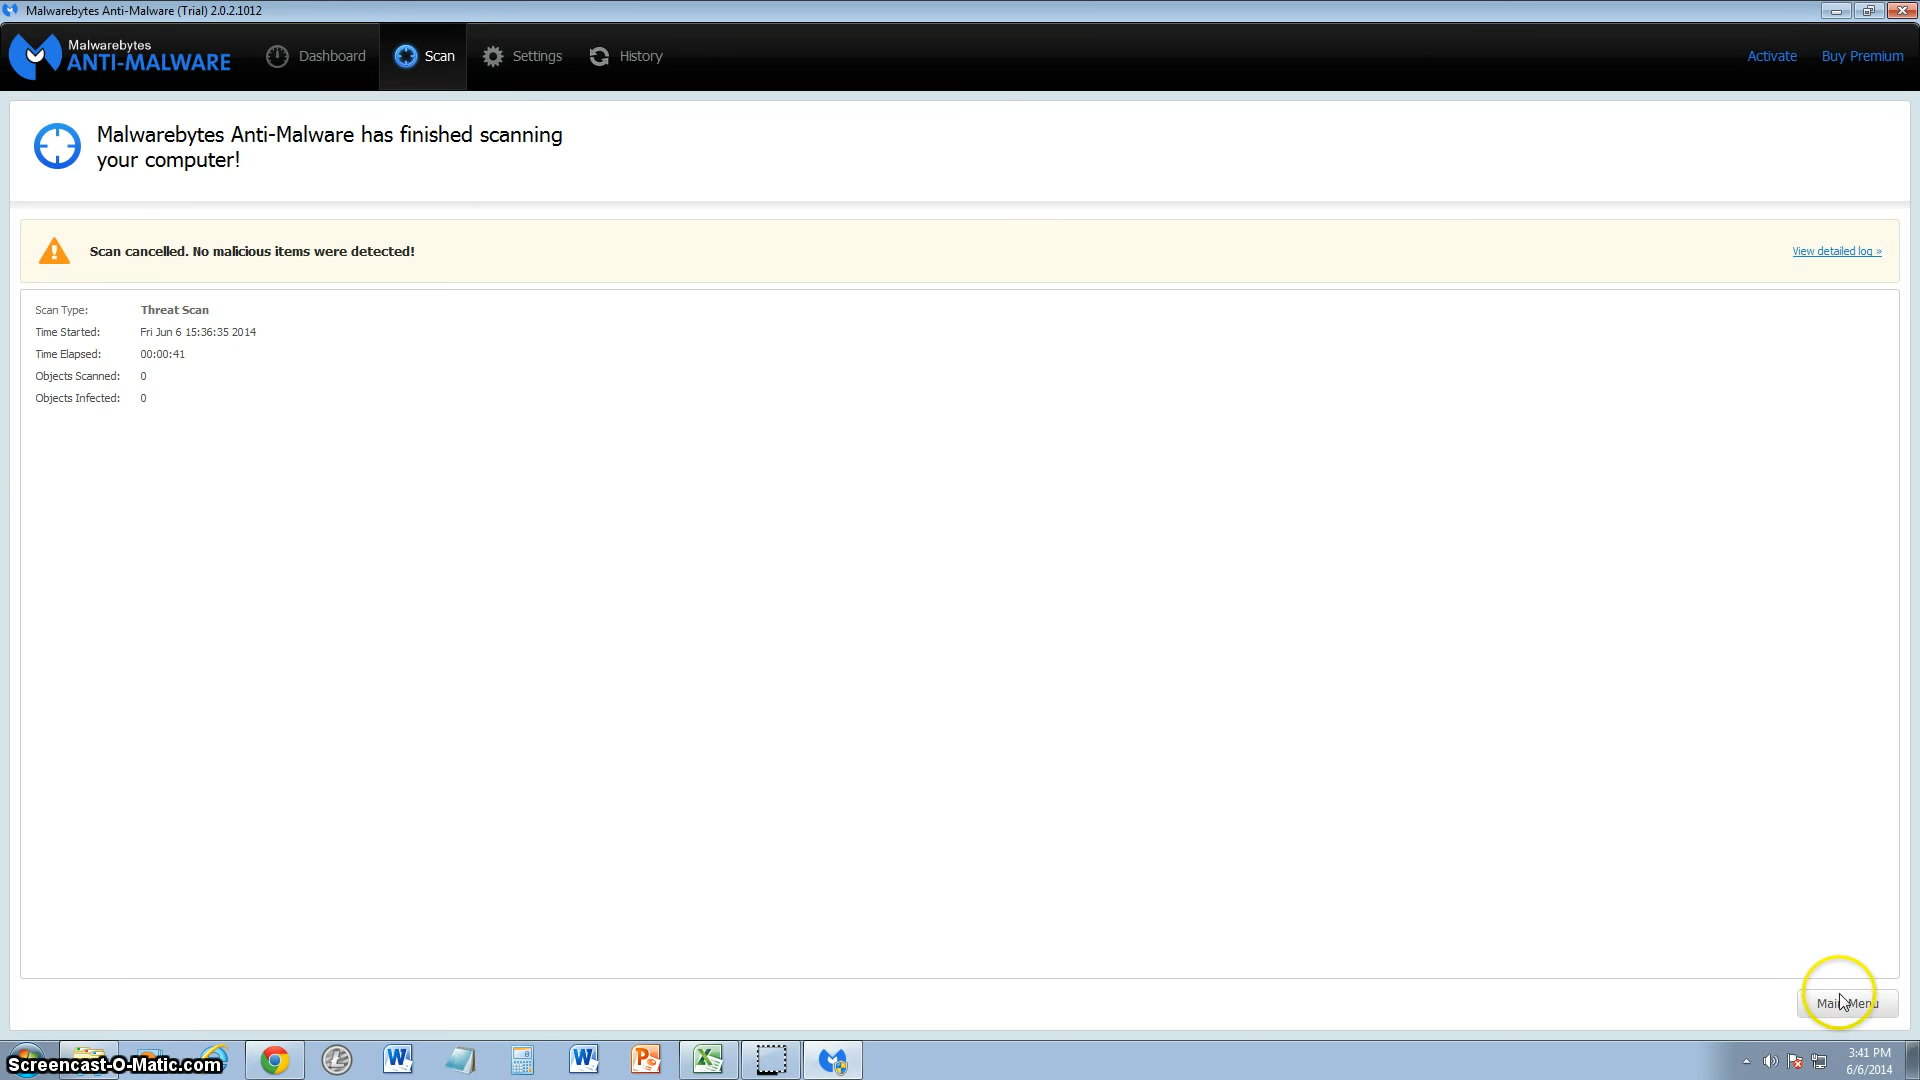 Malwarebytes Anti-Malware (Trial) 2.0.2.1012
Malwarebytes
ANTI-MALWARE
Dashboard
Scan
Settings
History
Activate
Buy Premium
Malwarebytes Anti-Malware has finished scanning
your computer!
Scan cancelled. No malicious items were detected!
View detailed log »
Scan Type: Threat Scan
Time Started: Fri Jun 6 15:36:35 2014
Time Elapsed: 00:00:41
Objects Scanned: 0
Objects Infected: 0
Main Menu
Screencast-O-Matic.com
3:41 PM
6/6/2014